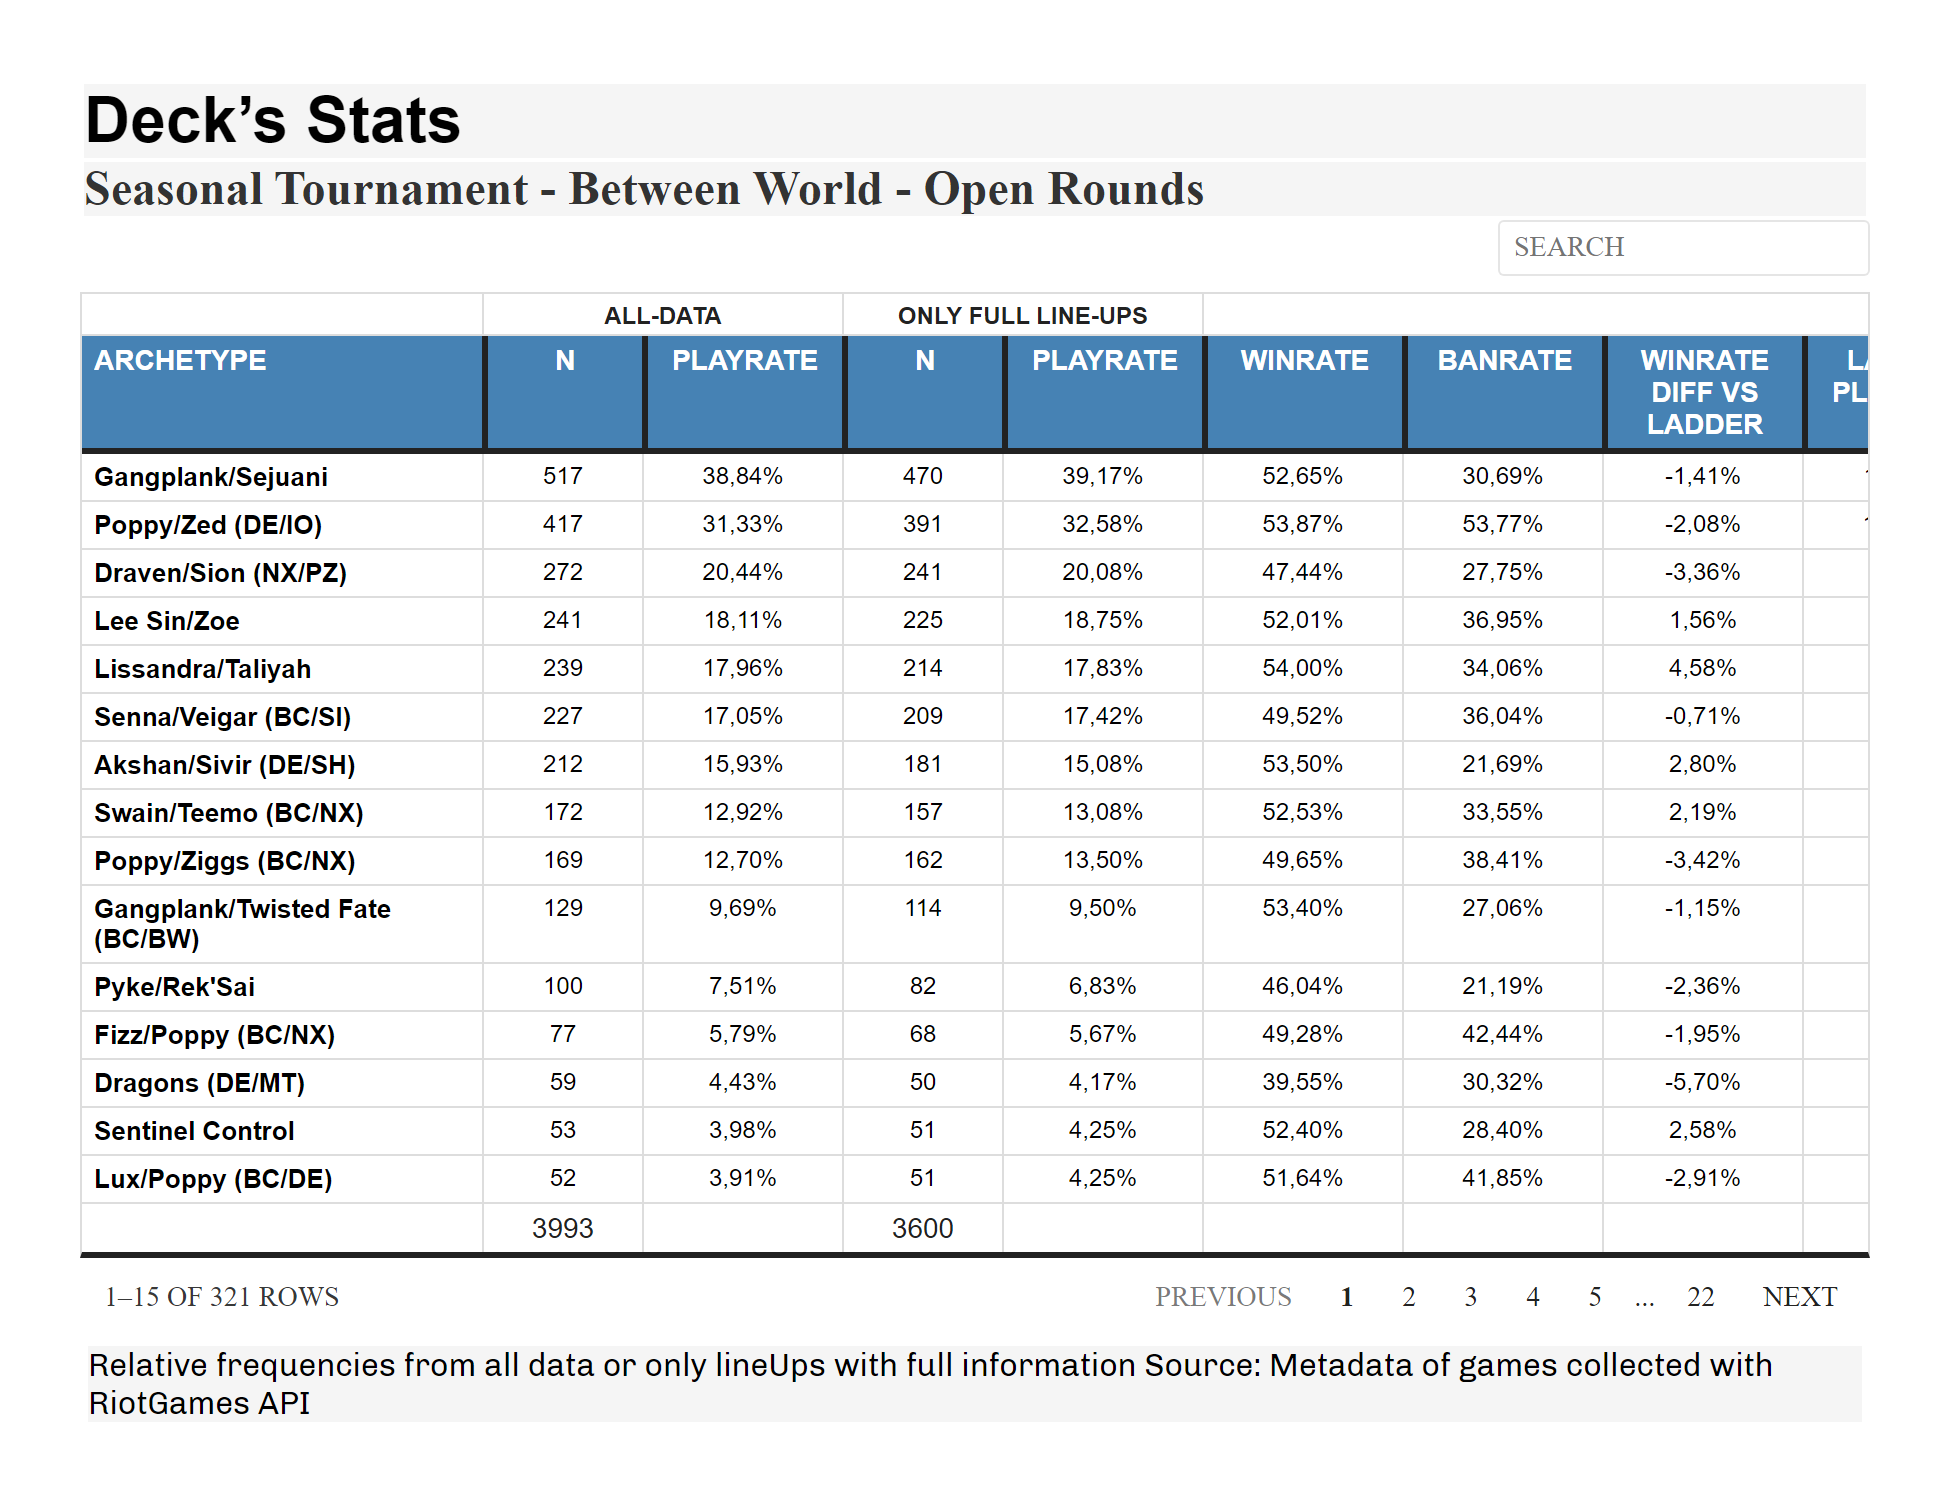 Deck’s Stats
Seasonal Tournament - Between World - Open Rounds
SEARCH
ALL-DATA ONLY FULL LINE-UPS
ARCHETYPE N PLAYRATE N PLAYRATE WINRATE BANRATE WINRATE
DIFF VS
LADDER
Gangplank/Sejuani 517 38,84% 470 39,17% 52,65% 30,69% -1,41%
Poppy/Zed (DE/IO) 417 31,33% 391 32,58% 53,87% 53,77% -2,08%
Draven/Sion (NX/PZ) 272 20,44% 241 20,08% 47,44% 27,75% -3,36%
Lee Sin/Zoe 241 18,11% 225 18,75% 52,01% 36,95% 1,56%
Lissandra/Taliyah 239 17,96% 214 17,83% 54,00% 34,06% 4,58%
Senna/Veigar (BC/SI) 227 17,05% 209 17,42% 49,52% 36,04% -0,71%
Akshan/Sivir (DE/SH) 212 15,93% 181 15,08% 53,50% 21,69% 2,80%
Swain/Teemo (BC/NX) 172 12,92% 157 13,08% 52,53% 33,55% 2,19%
Poppy/Ziggs (BC/NX) 169 12,70% 162 13,50% 49,65% 38,41% -3,42%
Gangplank/Twisted Fate 129 9,69% 114 9,50% 53,40% 27,06% -1,15%
(BC/BW)
Pyke/Rek'Sai 100 7,51% 82 6,83% 46,04% 21,19% -2,36%
Fizz/Poppy (BC/NX) 77 5,79% 68 5,67% 49,28% 42,44% -1,95%
Dragons (DE/MT) 59 4,43% 50 4,17% 39,55% 30,32% -5,70%
Sentinel Control 53 3,98% 51 4,25% 52,40% 28,40% 2,58%
Lux/Poppy (BC/DE) 52 3,91% 51 4,25% 51,64% 41,85% -2,91%
3993 3600
1–15 OF 321 ROWS PREVIOUS 1 2 3 4 5 ... 22 NEXT
Relative frequencies from all data or only lineUps with full information Source: Metadata of games collected with
RiotGames API